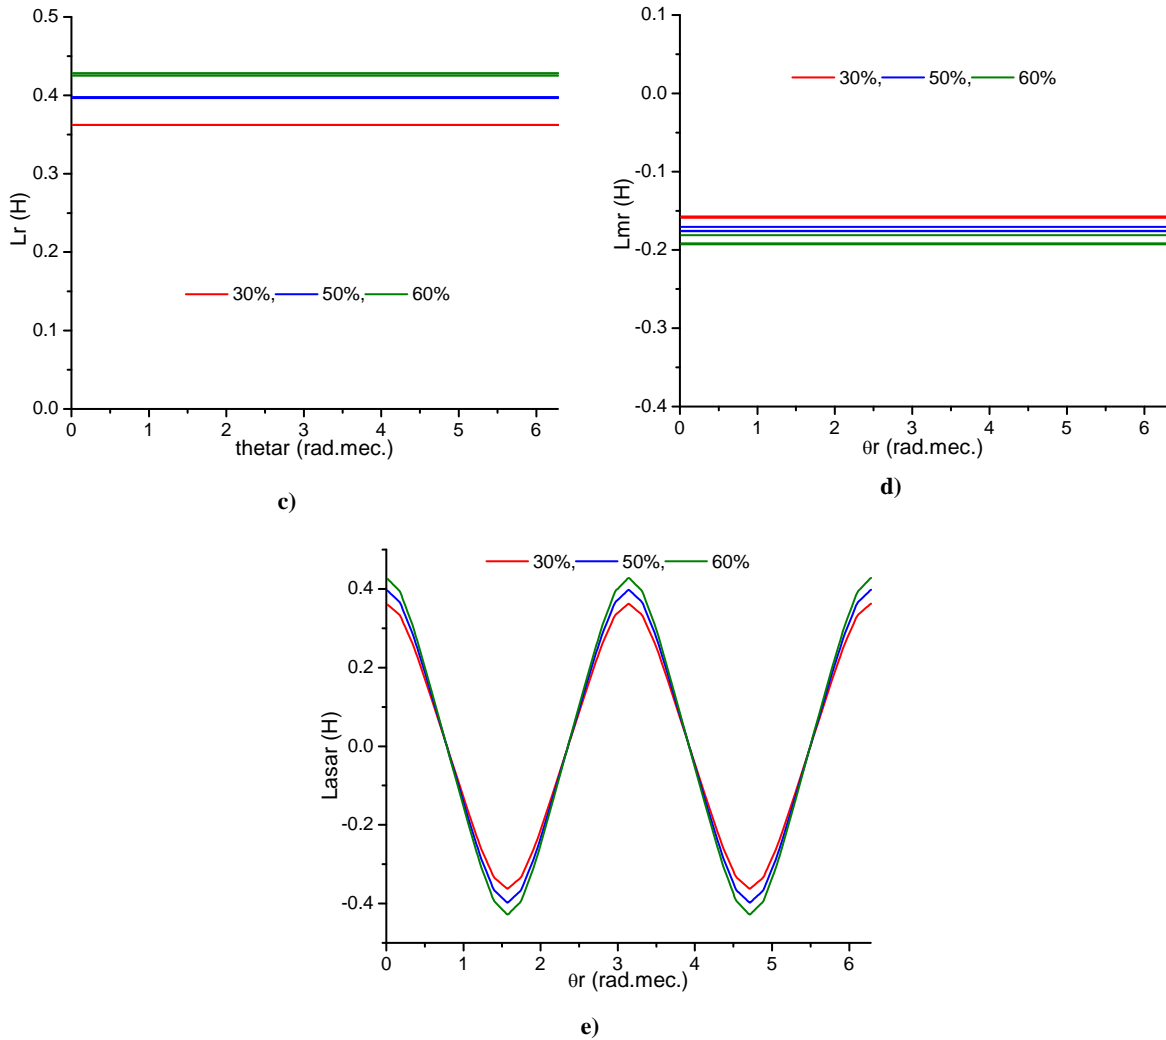 0.5
0.4
0.3
0.2
0.1
0.0
Lr (H)
30%, 50%, 60%
0 1 2 3 4 5 6
thetar (rad.mec.)
c)
0.1
0.0
-0.1
-0.2
-0.3
-0.4
Lmr (H)
30%, 50%, 60%
0 1 2 3 4 5 6
θr (rad.mec.)
d)
0.4
0.2
0.0
-0.2
-0.4
Lasar (H)
30%, 50%, 60%
0 1 2 3 4 5 6
θr (rad.mec.)
e)